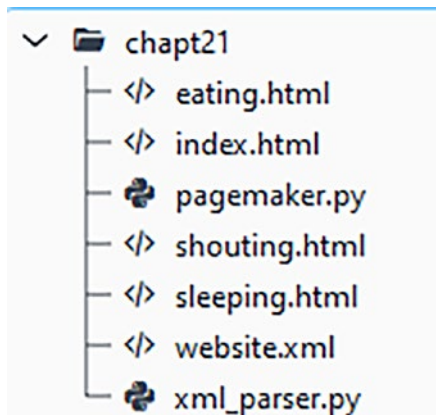 chapt21
eating.html
index.html
pagemaker.py
shouting.html
sleeping.html
website.xml
xml_parser.py